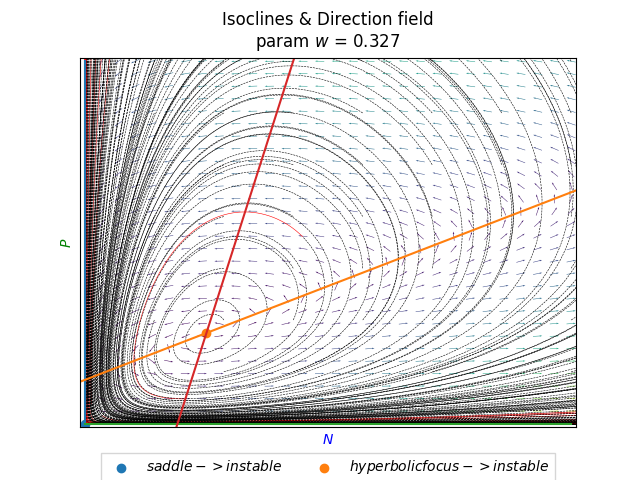 Isoclines & Direction field
param w = 0.327
P
N
saddle − > instable
hyperbolicfocus − > instable